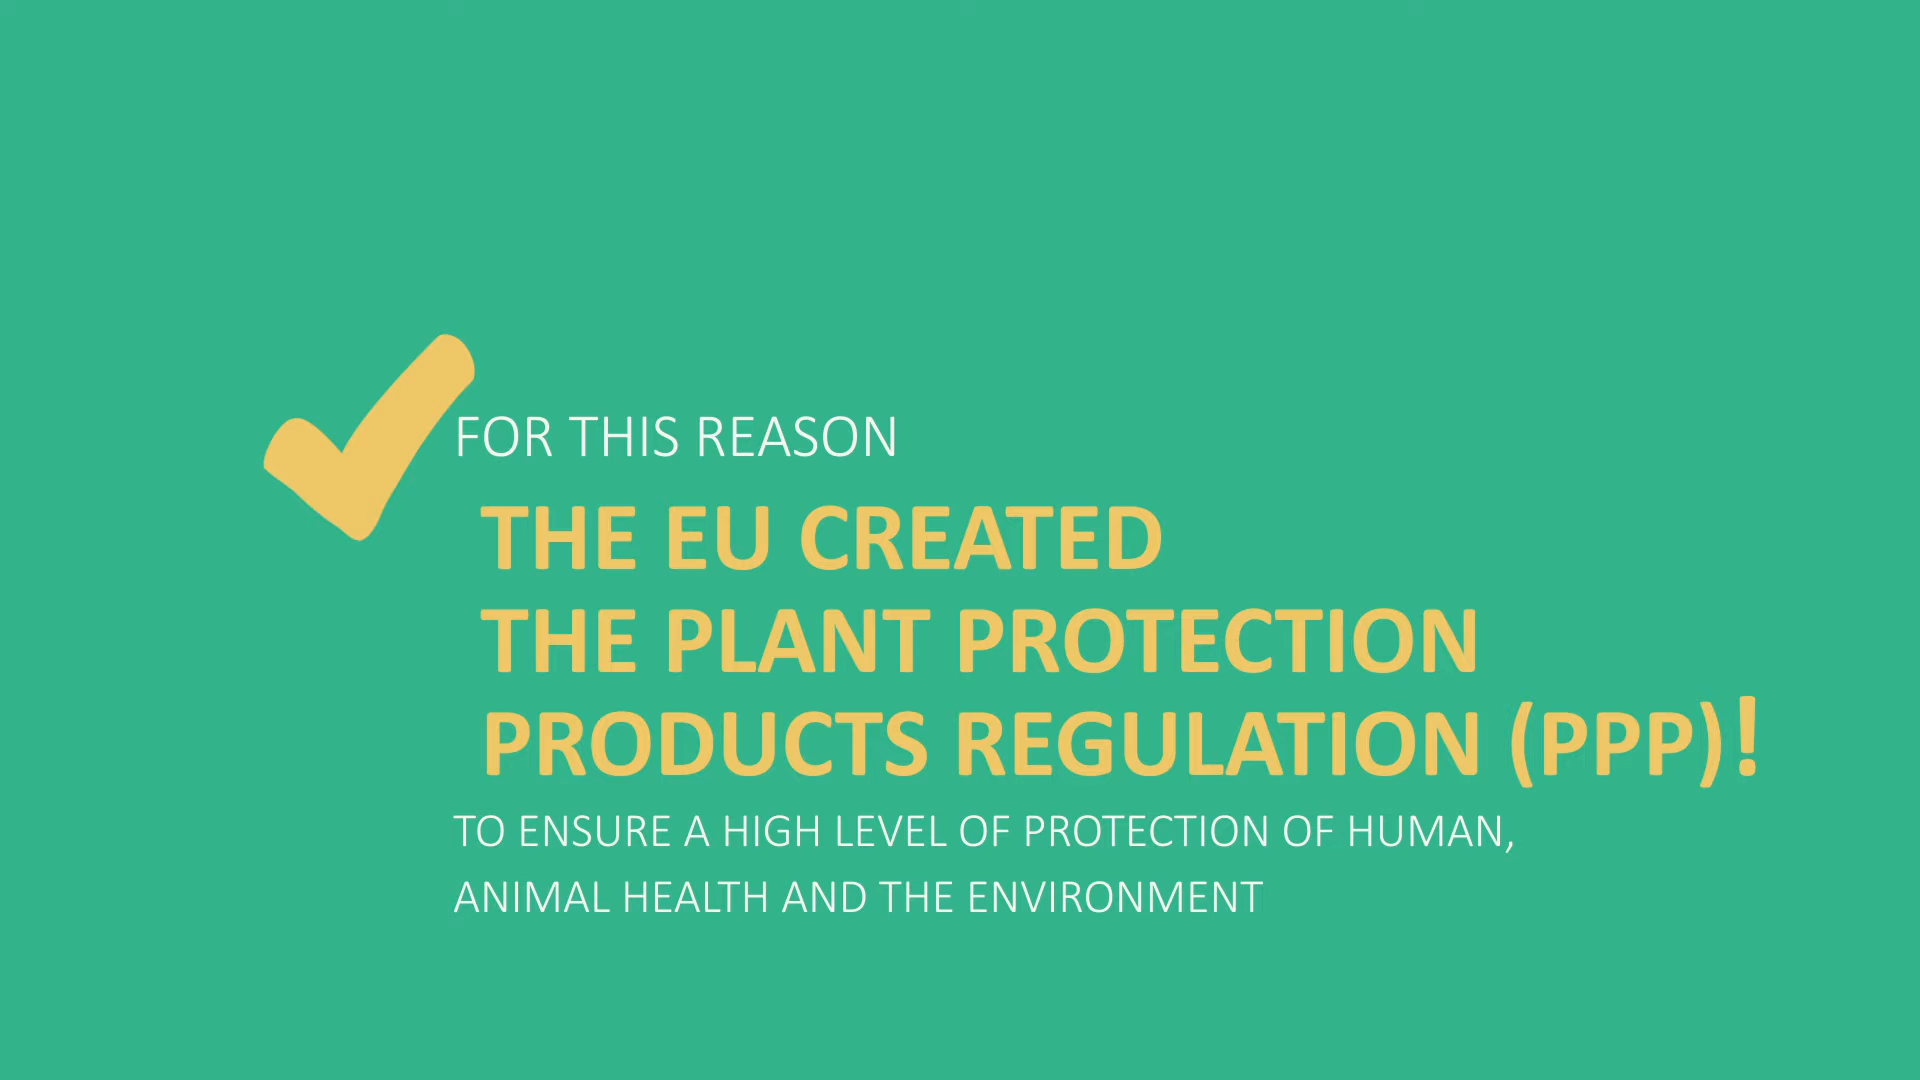 FOR THIS REASON
THE EU CREATED
THE PLANT PROTECTION
PRODUCTS REGULATION (PPP)!
TO ENSURE A HIGH LEVEL OF PROTECTION OF HUMAN,
ANIMAL HEALTH AND THE ENVIRONMENT